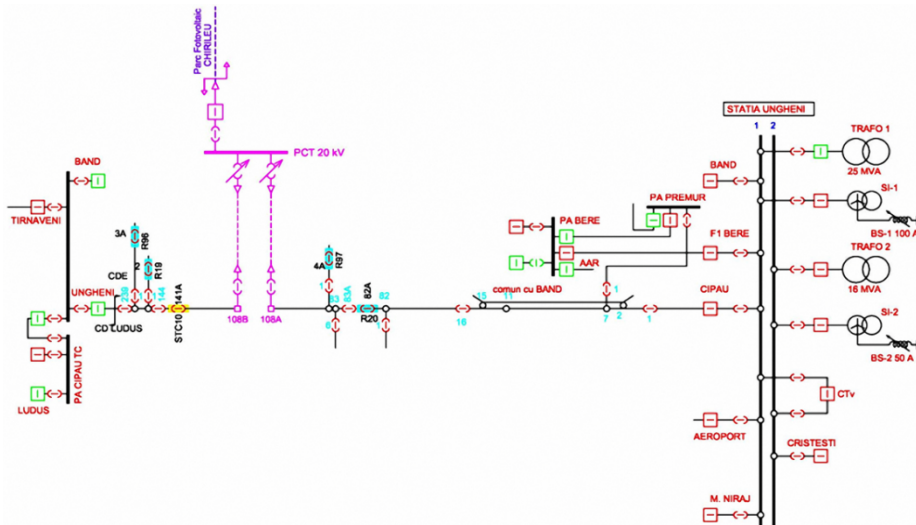 Parc Fotovoltaic
CHIRILEU
PCT 20 kV
STATIA UNGHENI
1 2
BAND
TIRNAVENI
3A
R96
2
R19
CDE
UNGHENI
239
1
144
CD LUDUS
STC10
141A
108B
108A
PA CIPAU TC
LUDUS
4A
R97
1
83
83A
82A
R20
82
6
1
PA BERE
AAR
PA PREMUR
comun cu BAND
15
11
16
7
2
1
1
BAND
F1 BERE
CIPAU
AEROPORT
M. NIRAJ
TRAFO 1
25 MVA
SI-1
BS-1 100 A
TRAFO 2
16 MVA
SI-2
BS-2 50 A
CTv
CRISTESTI